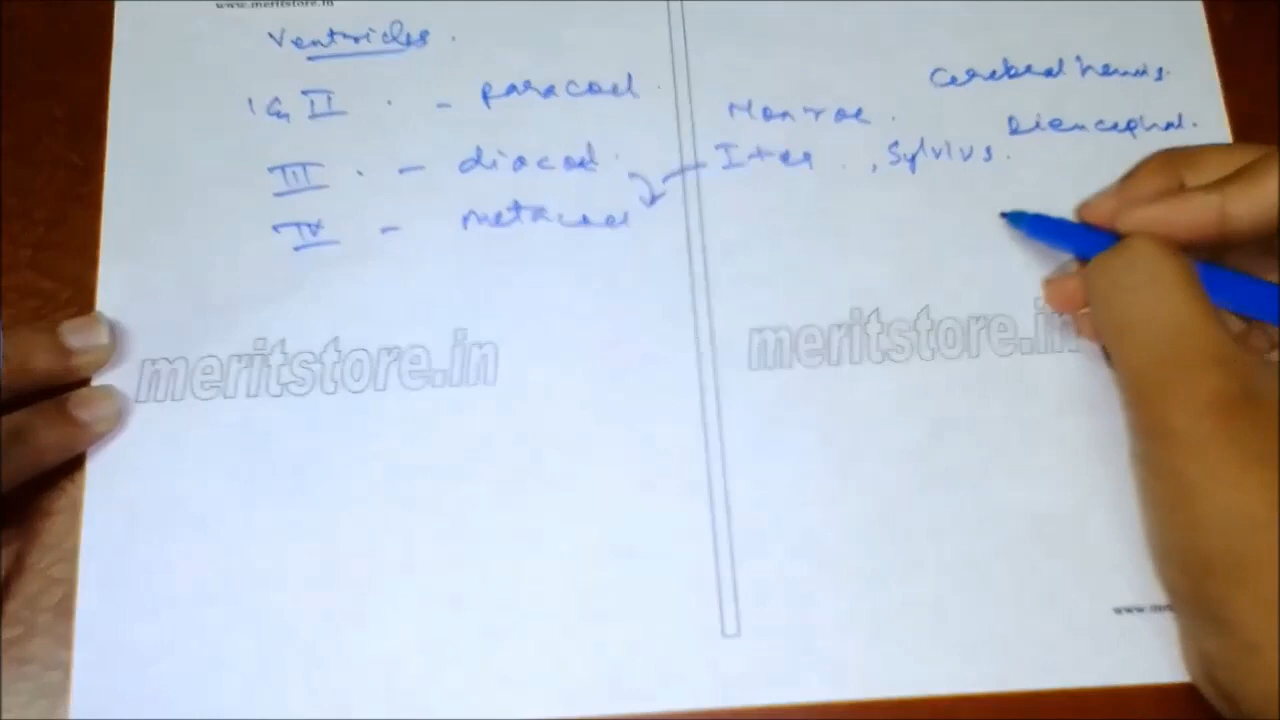 www.meritstore.in
Ventricles.
I & II . - paracoel.
III . - diacoel.
IV - metacoel
Cerebral hemis.
Monroe.
Diencephal.
Iter , Sylvius.
meritstore.in
meritstore.in